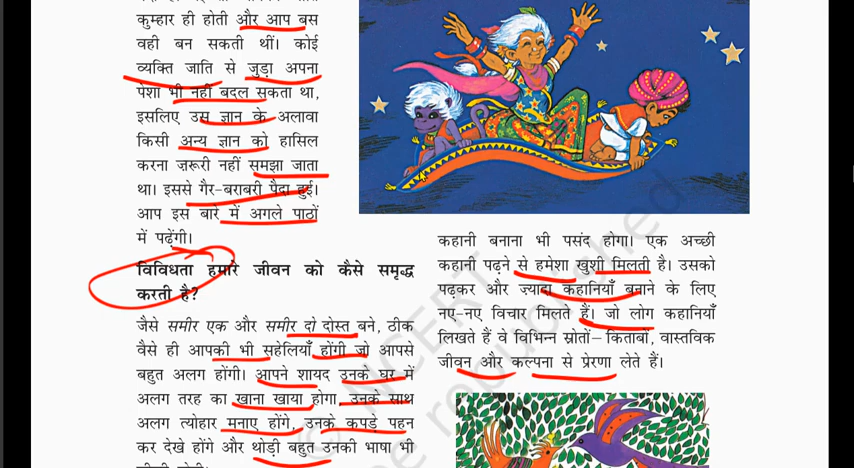 कुम्हार ही होती और आप बस
वही बन सकती थीं। कोई
व्यक्ति जाति से जुड़ा अपना
पेशा भी नहीं बदल सकता था,
इसलिए उस ज्ञान के अलावा
किसी अन्य ज्ञान को हासिल
करना ज़रूरी नहीं समझा जाता
था। इससे गैर-बराबरी पैदा हुई।
आप इस बारे में अगले पाठों
में पढ़ेंगी।
विविधता हमारे जीवन को कैसे समृद्ध
करती है?
जैसे समीर एक और समीर दो दोस्त बने, ठीक
वैसे ही आपकी भी सहेलियाँ होंगी जो आपसे
बहुत अलग होंगी। आपने शायद उनके घर में
अलग तरह का खाना खाया होगा, उनके साथ
अलग त्योहार मनाए होंगे, उनके कपड़े पहन
कर देखे होंगे और थोड़ी बहुत उनकी भाषा भी
कहानी बनाना भी पसंद होगा। एक अच्छी
कहानी पढ़ने से हमेशा खुशी मिलती है। उसको
पढ़कर और ज्यादा कहानियाँ बनाने के लिए
नए-नए विचार मिलते हैं। जो लोग कहानियाँ
लिखते हैं वे विभिन्न स्रोतों–किताबों, वास्तविक
जीवन और कल्पना से प्रेरणा लेते हैं।
© NCERT
be republished